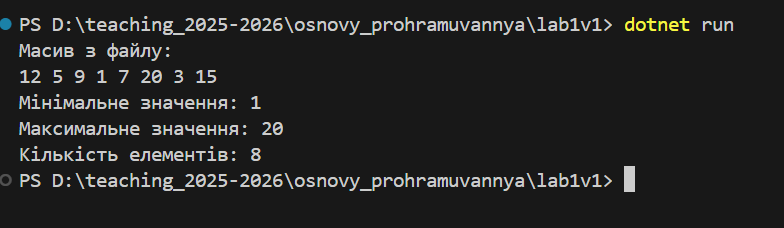 PS D:\teaching_2025-2026\osnovy_prohramuvannya\lab1v1> dotnet run
Масив з файлу:
12 5 9 1 7 20 3 15
Мінімальне значення: 1
Максимальне значення: 20
Кількість елементів: 8
PS D:\teaching_2025-2026\osnovy_prohramuvannya\lab1v1>